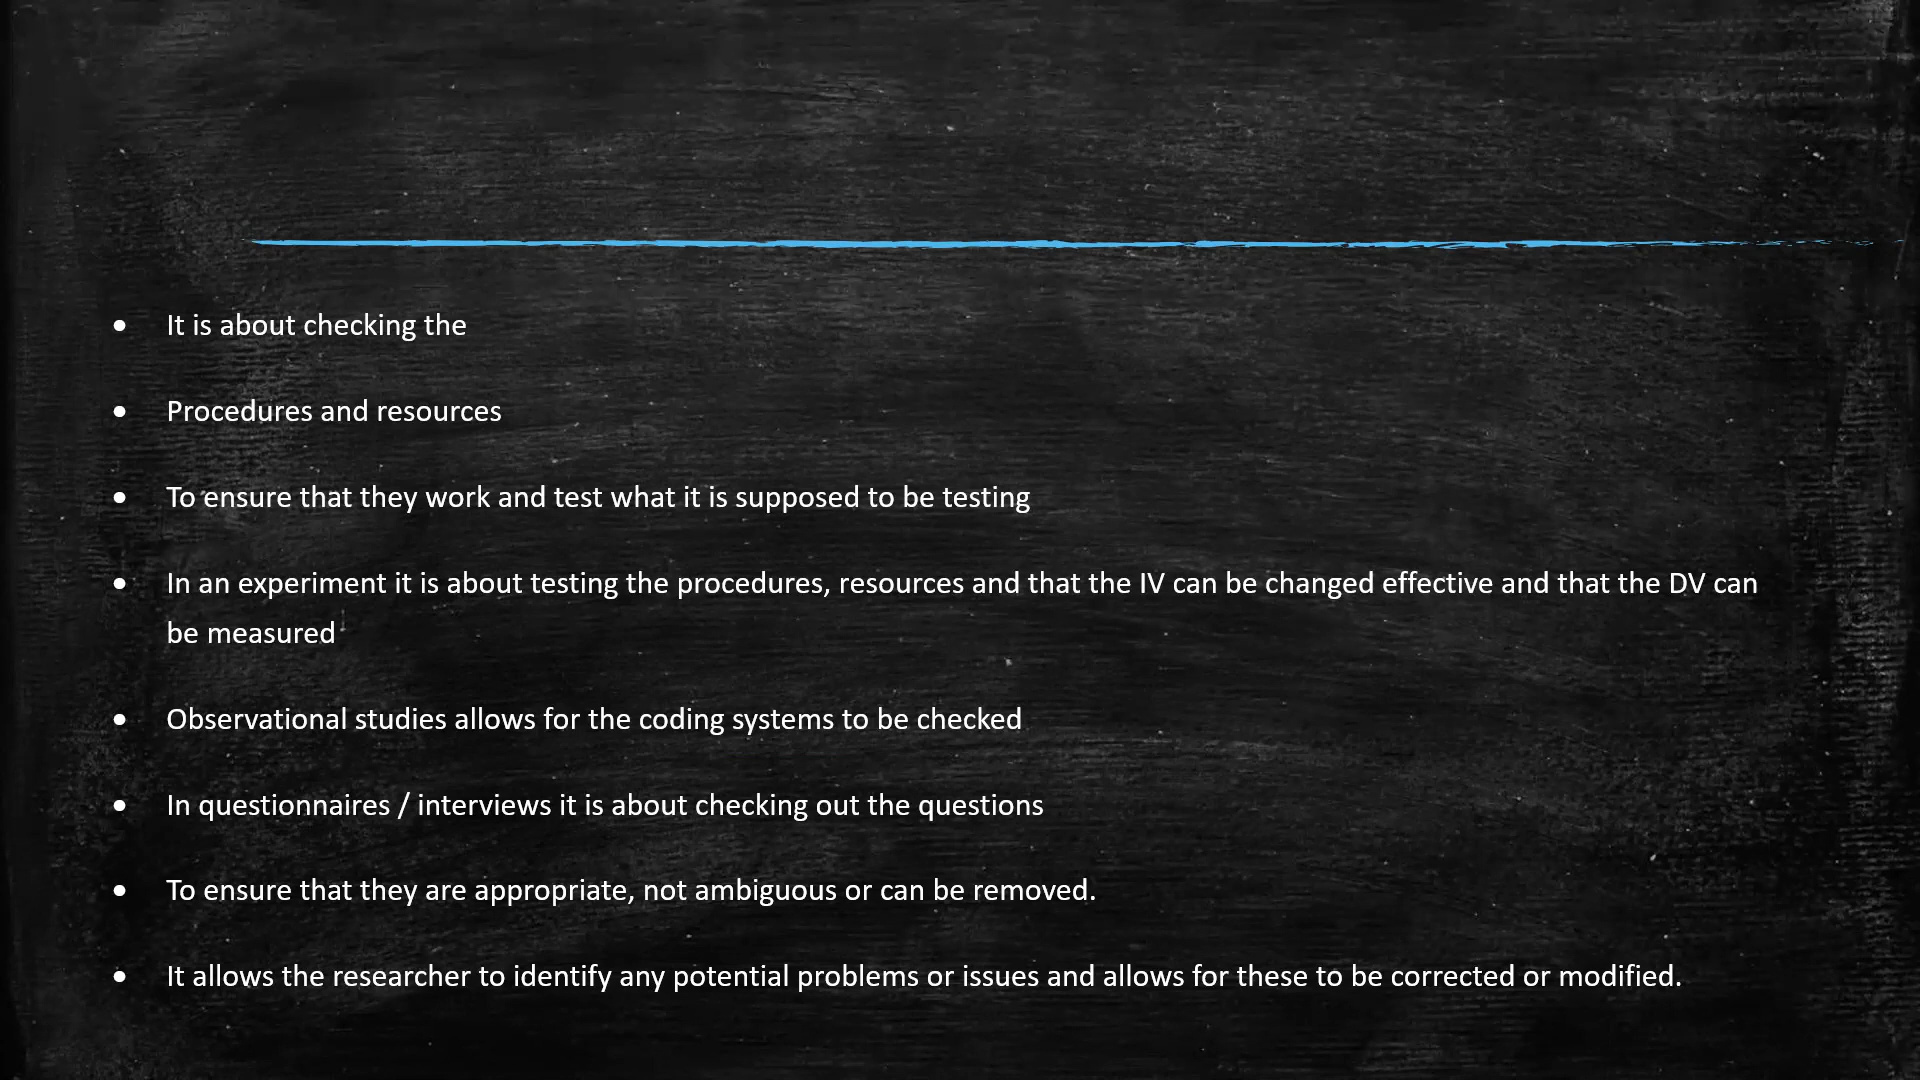 • It is about checking the
• Procedures and resources
• To ensure that they work and test what it is supposed to be testing
• In an experiment it is about testing the procedures, resources and that the IV can be changed effective and that the DV can
be measured
• Observational studies allows for the coding systems to be checked
• In questionnaires / interviews it is about checking out the questions
• To ensure that they are appropriate, not ambiguous or can be removed.
• It allows the researcher to identify any potential problems or issues and allows for these to be corrected or modified.